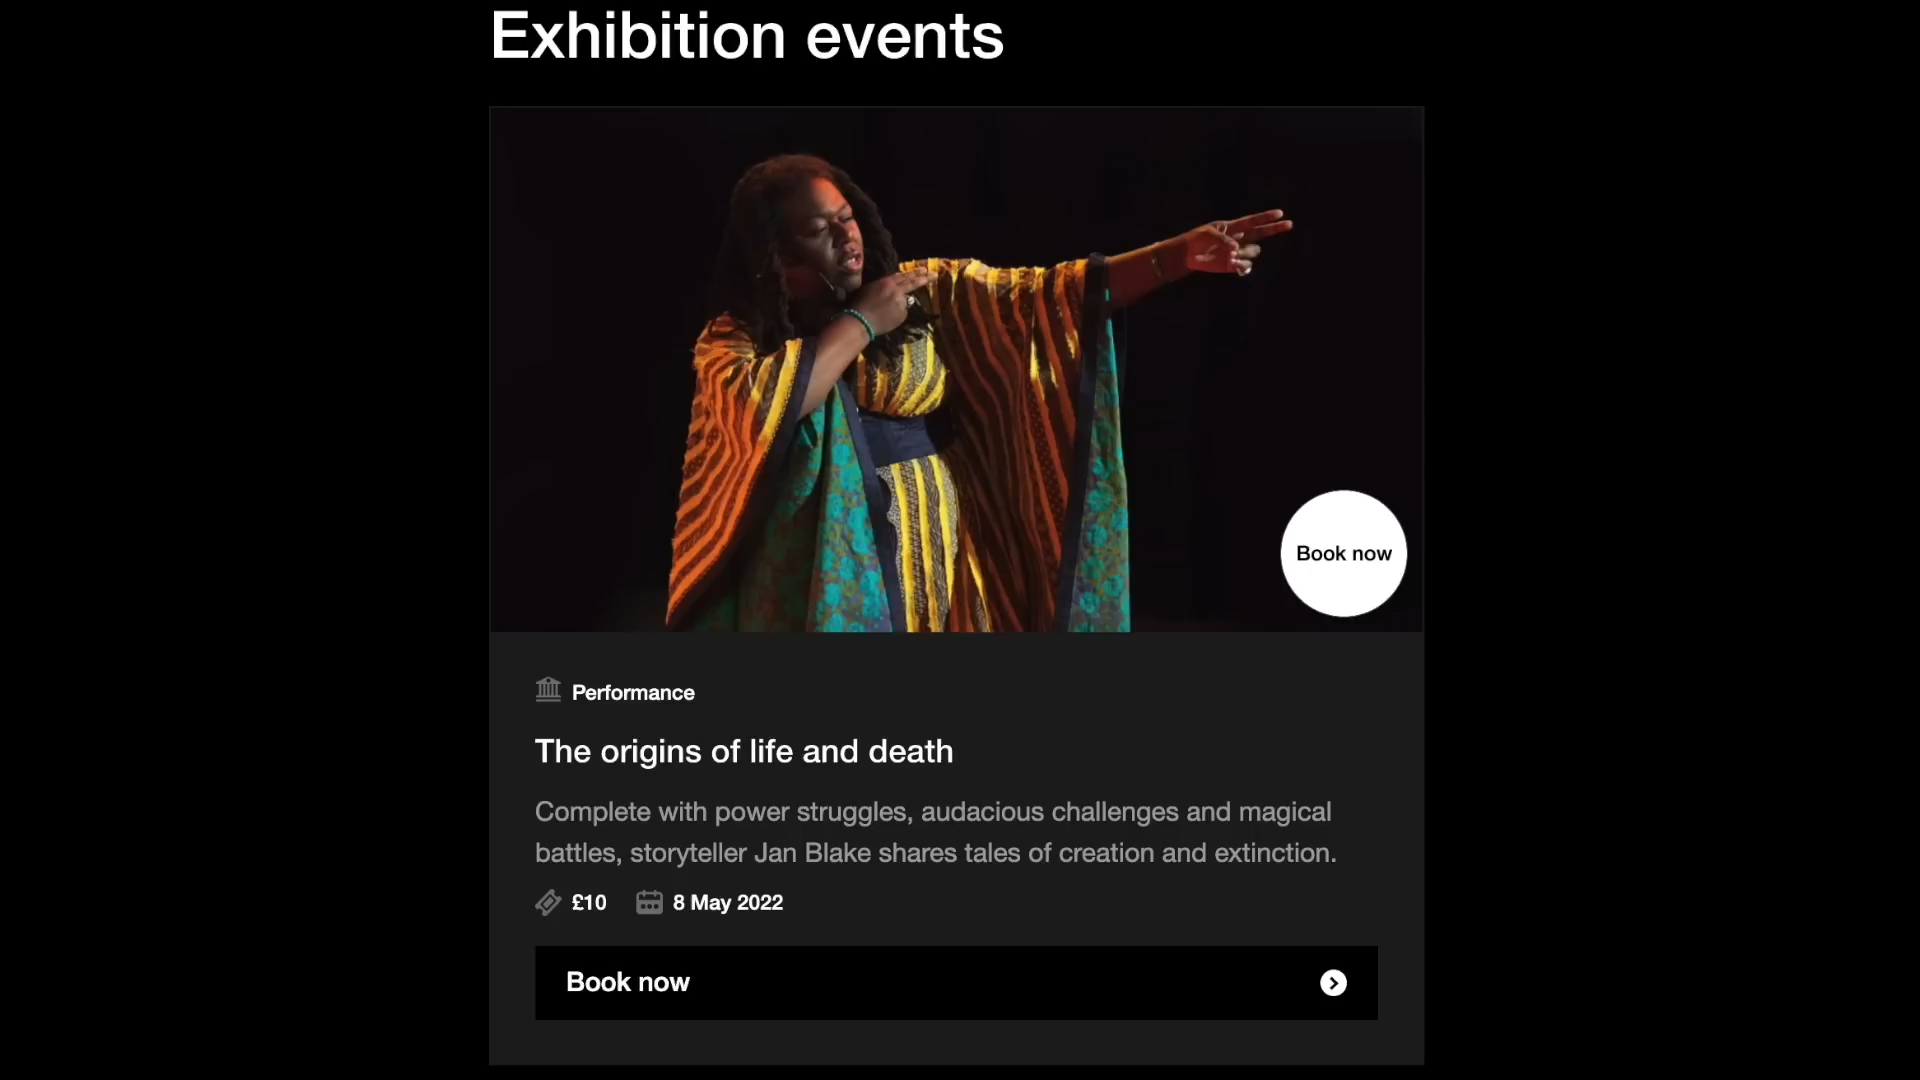 Exhibition events
Book now
Performance
The origins of life and death
Complete with power struggles, audacious challenges and magical
battles, storyteller Jan Blake shares tales of creation and extinction.
£10 8 May 2022
Book now